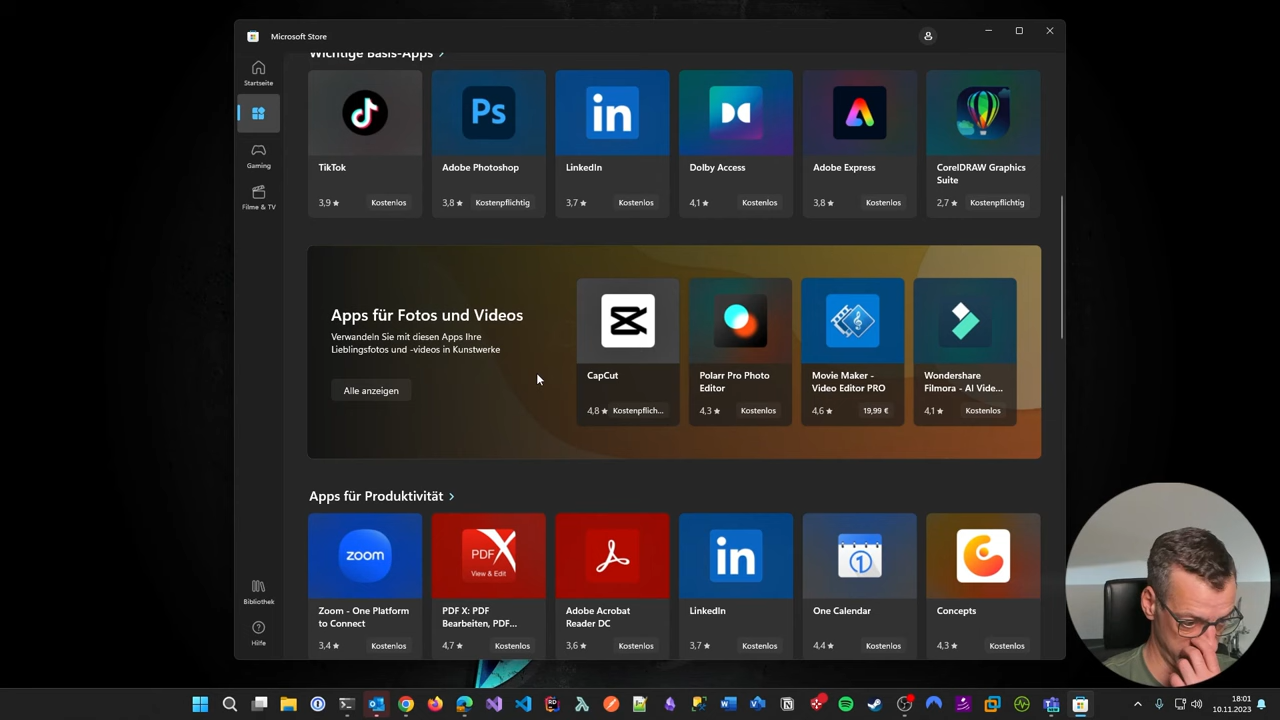 Microsoft Store
Wichtige Basis-Apps
Startseite
Gaming
Filme & TV
Ps
in
TikTok
Adobe Photoshop
LinkedIn
Dolby Access
Adobe Express
CorelDRAW Graphics
Suite
3,9 ★ Kostenlos
3,8 ★ Kostenpflichtig
3,7 ★ Kostenlos
4,1 ★ Kostenlos
3,8 ★ Kostenlos
2,7 ★ Kostenpflichtig
Apps für Fotos und Videos
Verwandeln Sie mit diesen Apps Ihre
Lieblingsfotos und -videos in Kunstwerke
Alle anzeigen
CapCut
4,8 ★ Kostenpflich...
Polarr Pro Photo
Editor
4,3 ★ Kostenlos
Movie Maker -
Video Editor PRO
4,6 ★ 19,99 €
Wondershare
Filmora - AI Vide...
4,1 ★ Kostenlos
Apps für Produktivität
zoom
PDF
View & Edit
in
1
Zoom - One Platform
to Connect
3,4 ★ Kostenlos
PDF X: PDF
Bearbeiten, PDF...
4,7 ★ Kostenlos
Adobe Acrobat
Reader DC
3,6 ★ Kostenlos
LinkedIn
3,7 ★ Kostenlos
One Calendar
4,4 ★ Kostenlos
Concepts
4,3 ★ Kostenlos
Bibliothek
Hilfe
18:01
10.11.2023